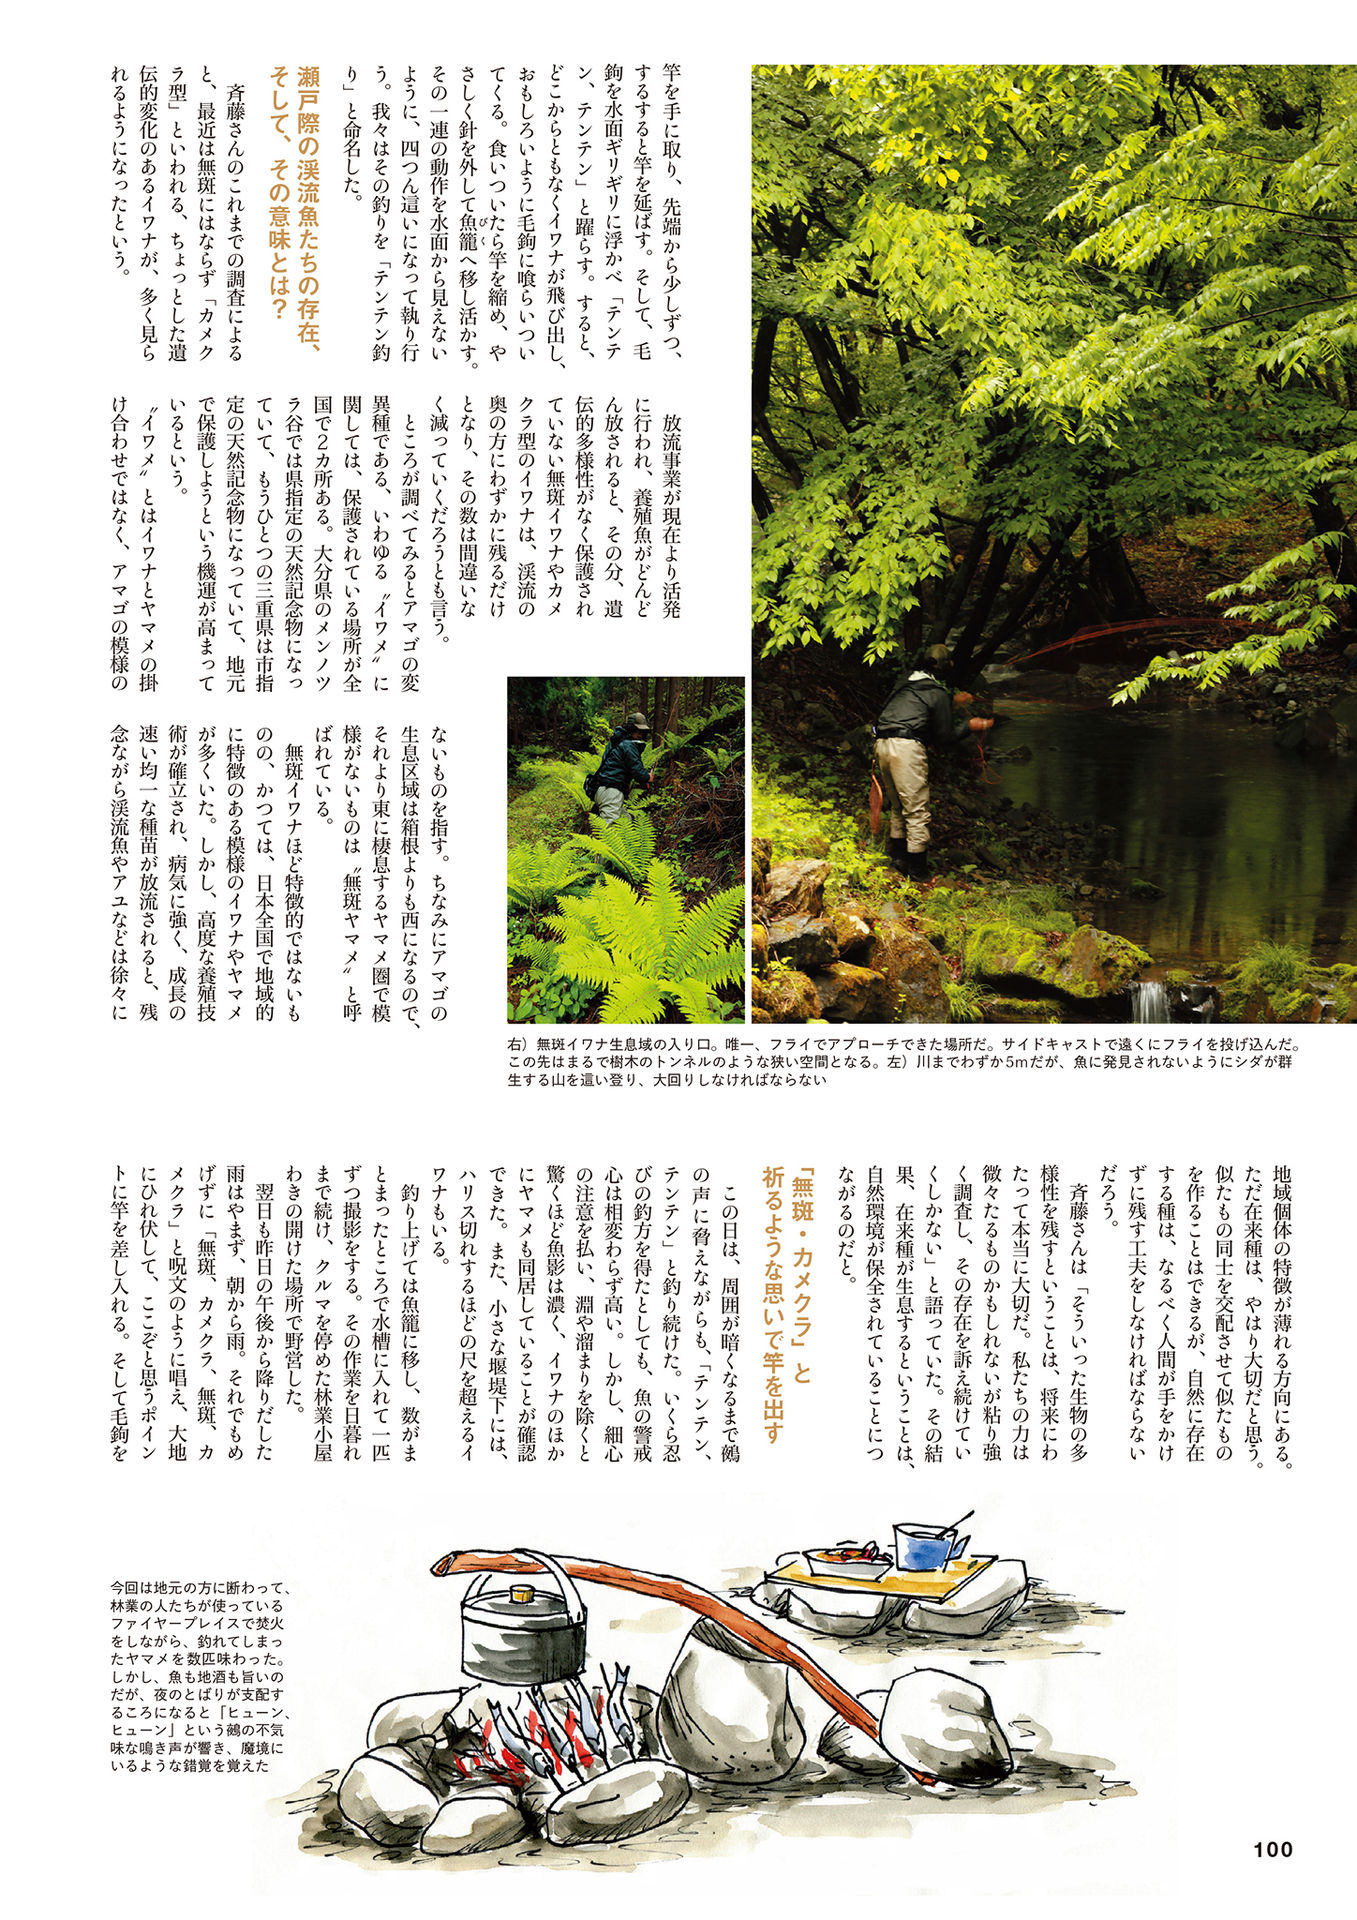 竿を手に取り、先端から少しずつ、
するすると竿を延ばす。そして、毛
鉤を水面ギリギリに浮かべ「テンテ
ン、テンテン」と躍らす。すると、
どこからともなくイワナが飛び出し、
おもしろいように毛鉤に喰らいつい
てくる。食いついたら竿を縮め、や
さしく針を外して魚籠（びく）へ移し活かす。
その一連の動作を水面から見えない
ように、四つん這いになって執り行
う。我々はその釣りを「テンテン釣
り」と命名した。
瀬戸際の渓流魚たちの存在、
そして、その意味とは？
斉藤さんのこれまでの調査による
と、最近は無斑にはならず「カメク
ラ型」といわれる、ちょっとした遺
伝的変化のあるイワナが、多く見ら
れるようになったという。
放流事業が現在より活発
に行われ、養殖魚がどんど
ん放されると、その分、遺
伝的多様性がなく保護され
ていない無斑イワナやカメ
クラ型のイワナは、渓流の
奥の方にわずかに残るだけ
となり、その数は間違いな
く減っていくだろうとも言う。
ところが調べてみるとアマゴの変
異種である、いわゆる〝イワメ〟に
関しては、保護されている場所が全
国で2カ所ある。大分県のメンノツ
ラ谷では県指定の天然記念物になっ
ていて、もうひとつの三重県は市指
定の天然記念物になっていて、地元
で保護しようという機運が高まって
いるという。
〝イワメ〟とはイワナとヤマメの掛
け合わせではなく、アマゴの模様の
ないものを指す。ちなみにアマゴの
生息区域は箱根よりも西になるので、
それより東に棲息するヤマメ圏で模
様がないものは〝無斑ヤマメ〟と呼
ばれている。
無斑イワナほど特徴的ではないも
のの、かつては、日本全国で地域的
に特徴のある模様のイワナやヤマメ
が多くいた。しかし、高度な養殖技
術が確立され、病気に強く、成長の
速い均一な種苗が放流されると、残
念ながら渓流魚やアユなどは徐々に
右）無斑イワナ生息域の入り口。唯一、フライでアプローチできた場所だ。サイドキャストで遠くにフライを投げ込んだ。
この先はまるで樹木のトンネルのような狭い空間となる。左）川までわずか5mだが、魚に発見されないようにシダが群
生する山を這い登り、大回りしなければならない
地域個体の特徴が薄れる方向にある。
ただ在来種は、やはり大切だと思う。
似たもの同士を交配させて似たもの
を作ることはできるが、自然に存在
する種は、なるべく人間が手をかけ
ずに残す工夫をしなければならない
だろう。
斉藤さんは「そういった生物の多
様性を残すということは、将来にわ
たって本当に大切だ。私たちの力は
微々たるものかもしれないが粘り強
く調査し、その存在を訴え続けてい
くしかない」と語っていた。その結
果、在来種が生息するということは、
自然環境が保全されていることにつ
ながるのだと。
「無斑・カメクラ」と
祈るような思いで竿を出す
この日は、周囲が暗くなるまで鵺
の声に脅えながらも、「テンテン、
テンテン」と釣り続けた。いくら忍
びの釣方を得たとしても、魚の警戒
心は相変わらず高い。しかし、細心
の注意を払い、淵や溜まりを除くと
驚くほど魚影は濃く、イワナのほか
にヤマメも同居していることが確認
できた。また、小さな堰堤下には、
ハリス切れするほどの尺を超えるイ
ワナもいる。
釣り上げては魚籠に移し、数がま
とまったところで水槽に入れて一匹
ずつ撮影をする。その作業を日暮れ
まで続け、クルマを停めた林業小屋
わきの開けた場所で野営した。
翌日も昨日の午後から降りだした
雨はやまず、朝から雨。それでもめ
げずに「無斑、カメクラ、無斑、カ
メクラ」と呪文のように唱え、大地
にひれ伏して、ここぞと思うポイン
トに竿を差し入れる。そして毛鉤を
今回は地元の方に断わって、
林業の人たちが使っている
ファイヤープレイスで焚火
をしながら、釣れてしまっ
たヤマメを数匹味わった。
しかし、魚も地酒も旨いの
だが、夜のとばりが支配す
るころになると「ヒューン、
ヒューン」という鵺の不気
味な鳴き声が響き、魔境に
いるような錯覚を覚えた
100